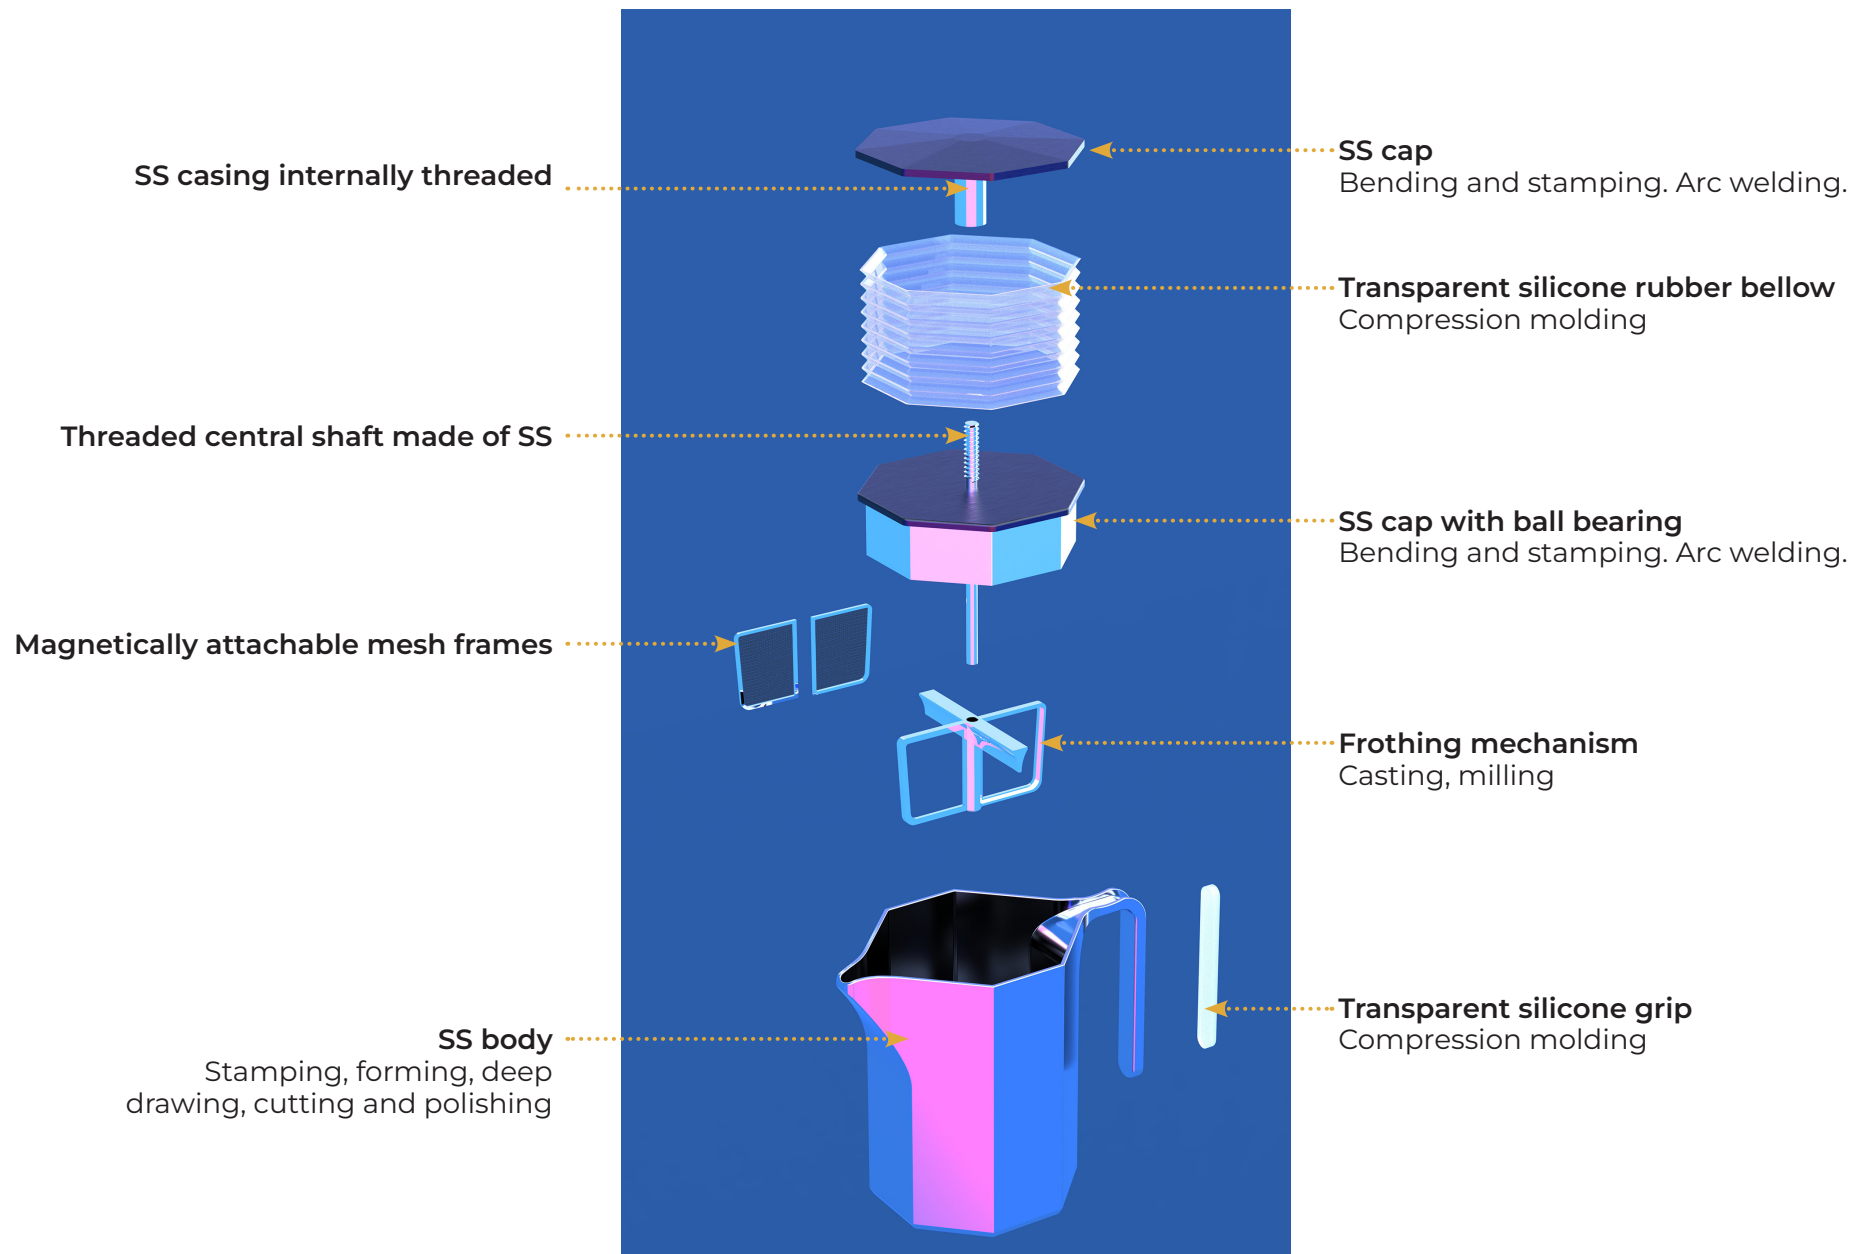 SS casing internally threaded
Threaded central shaft made of SS
Magnetically attachable mesh frames
SS body
Stamping, forming, deep
drawing, cutting and polishing
SS cap
Bending and stamping. Arc welding.
Transparent silicone rubber bellow
Compression molding
SS cap with ball bearing
Bending and stamping. Arc welding.
Frothing mechanism
Casting, milling
Transparent silicone grip
Compression molding